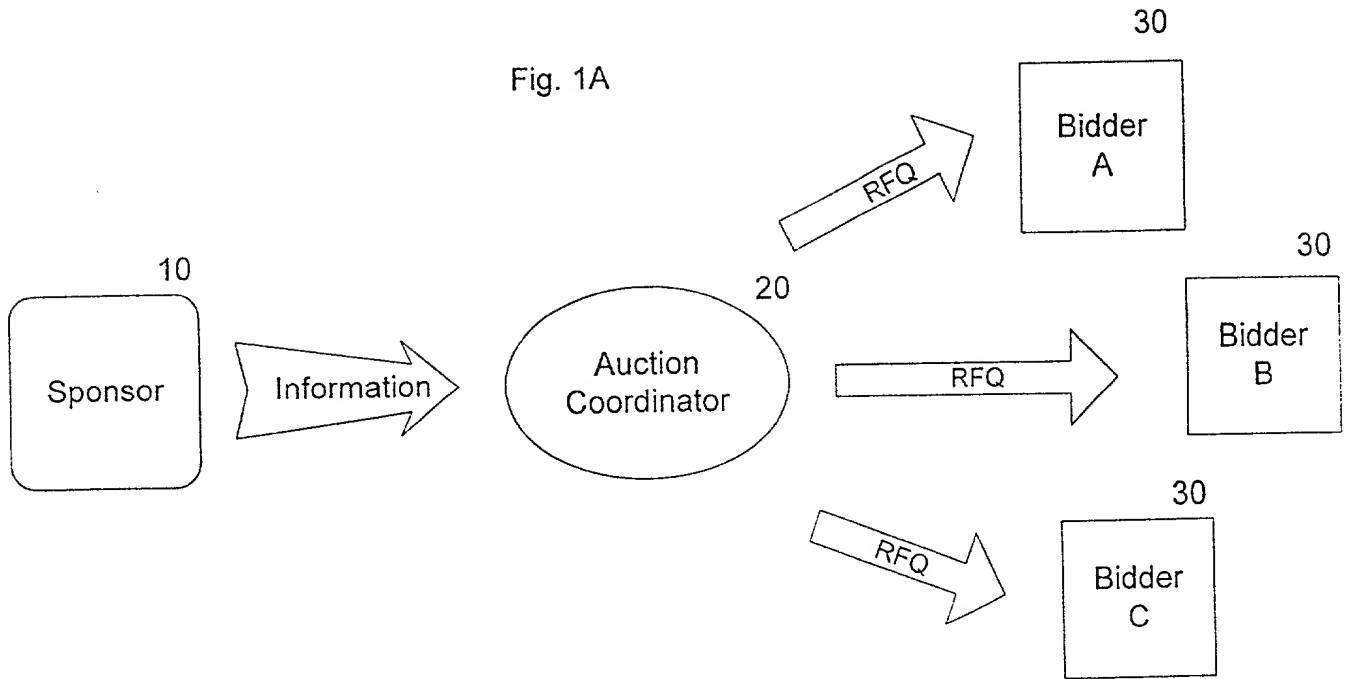 Fig. 1A
30
Bidder
A
RFQ
30
10
20
Sponsor
Information
Auction
Coordinator
RFQ
Bidder
B
30
RFQ
Bidder
C